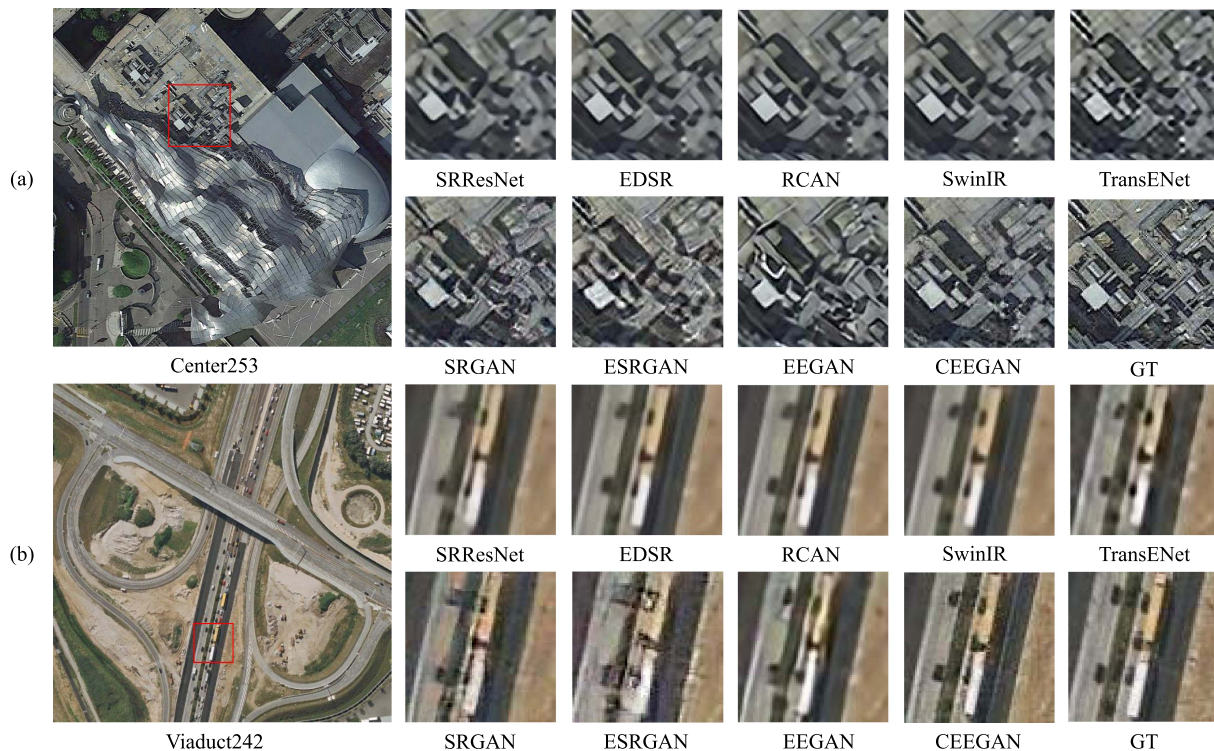 (a)
SRResNet EDSR RCAN SwinIR TransENet
SRGAN ESRGAN EEGAN CEEGAN GT
Center253
(b)
SRResNet EDSR RCAN SwinIR TransENet
SRGAN ESRGAN EEGAN CEEGAN GT
Viaduct242